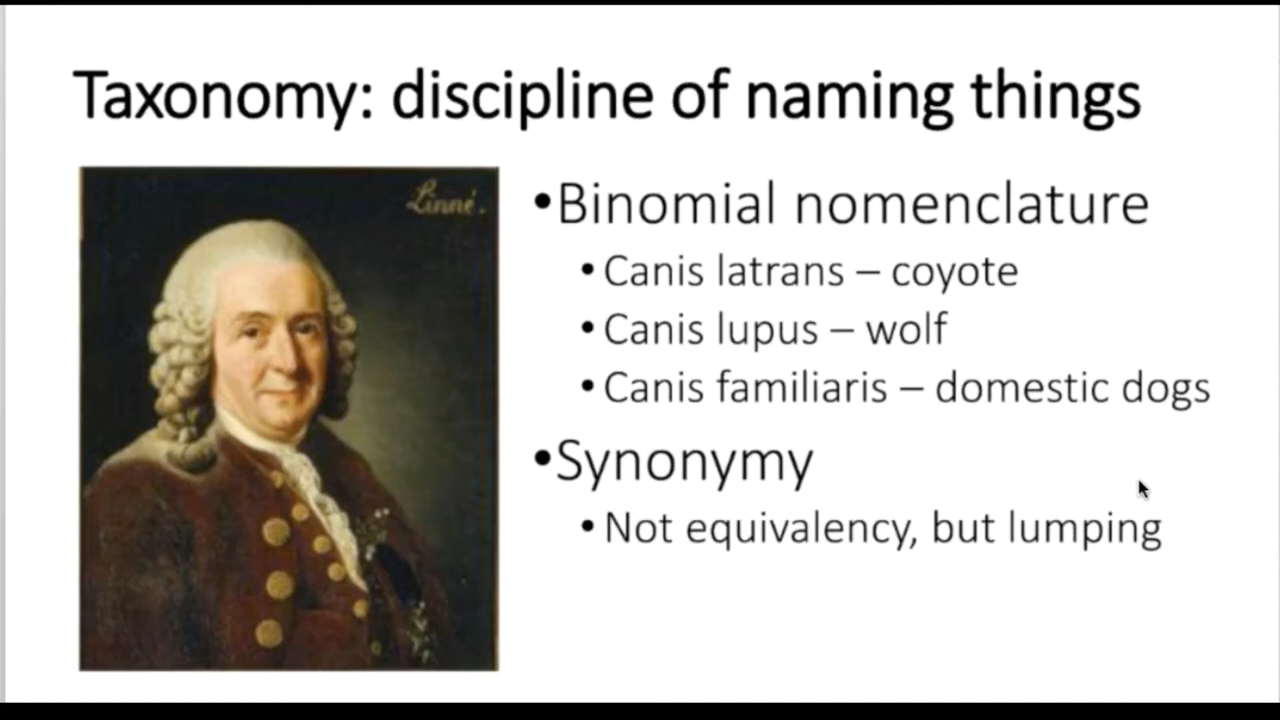 Taxonomy: discipline of naming things
Linné.
•Binomial nomenclature
•Canis latrans – coyote
•Canis lupus – wolf
•Canis familiaris – domestic dogs
•Synonymy
•Not equivalency, but lumping